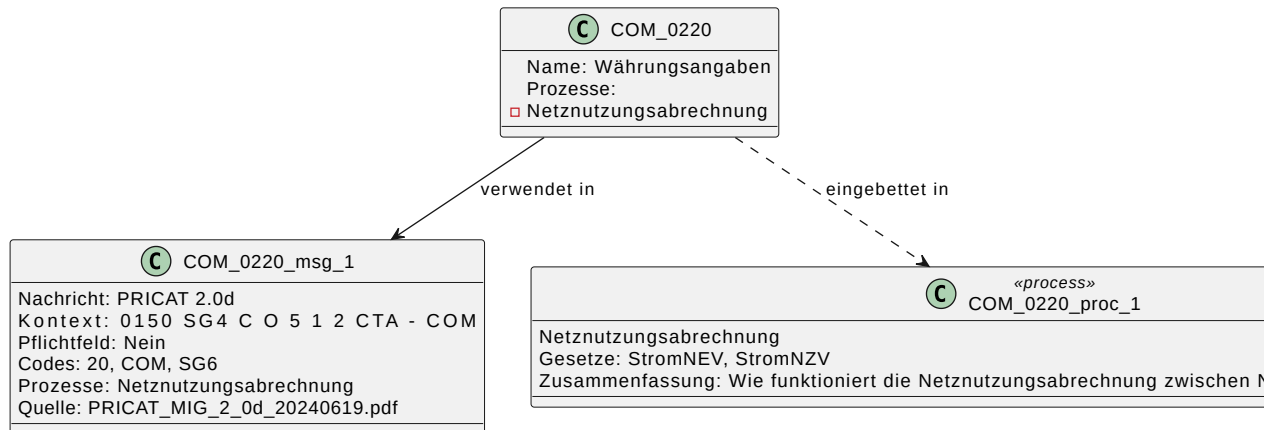 C COM_0220
Name: Währungsangaben
Prozesse:
Netznutzungsabrechnung
verwendet in
eingebettet in
C COM_0220_msg_1
Nachricht: PRICAT 2.0d
Kontext: 0150 SG4 C O 5 1 2 CTA - COM
Pflichtfeld: Nein
Codes: 20, COM, SG6
Prozesse: Netznutzungsabrechnung
Quelle: PRICAT_MIG_2_0d_20240619.pdf
«process»
C COM_0220_proc_1
Netznutzungsabrechnung
Gesetze: StromNEV, StromNZV
Zusammenfassung: Wie funktioniert die Netznutzungsabrechnung zwischen N